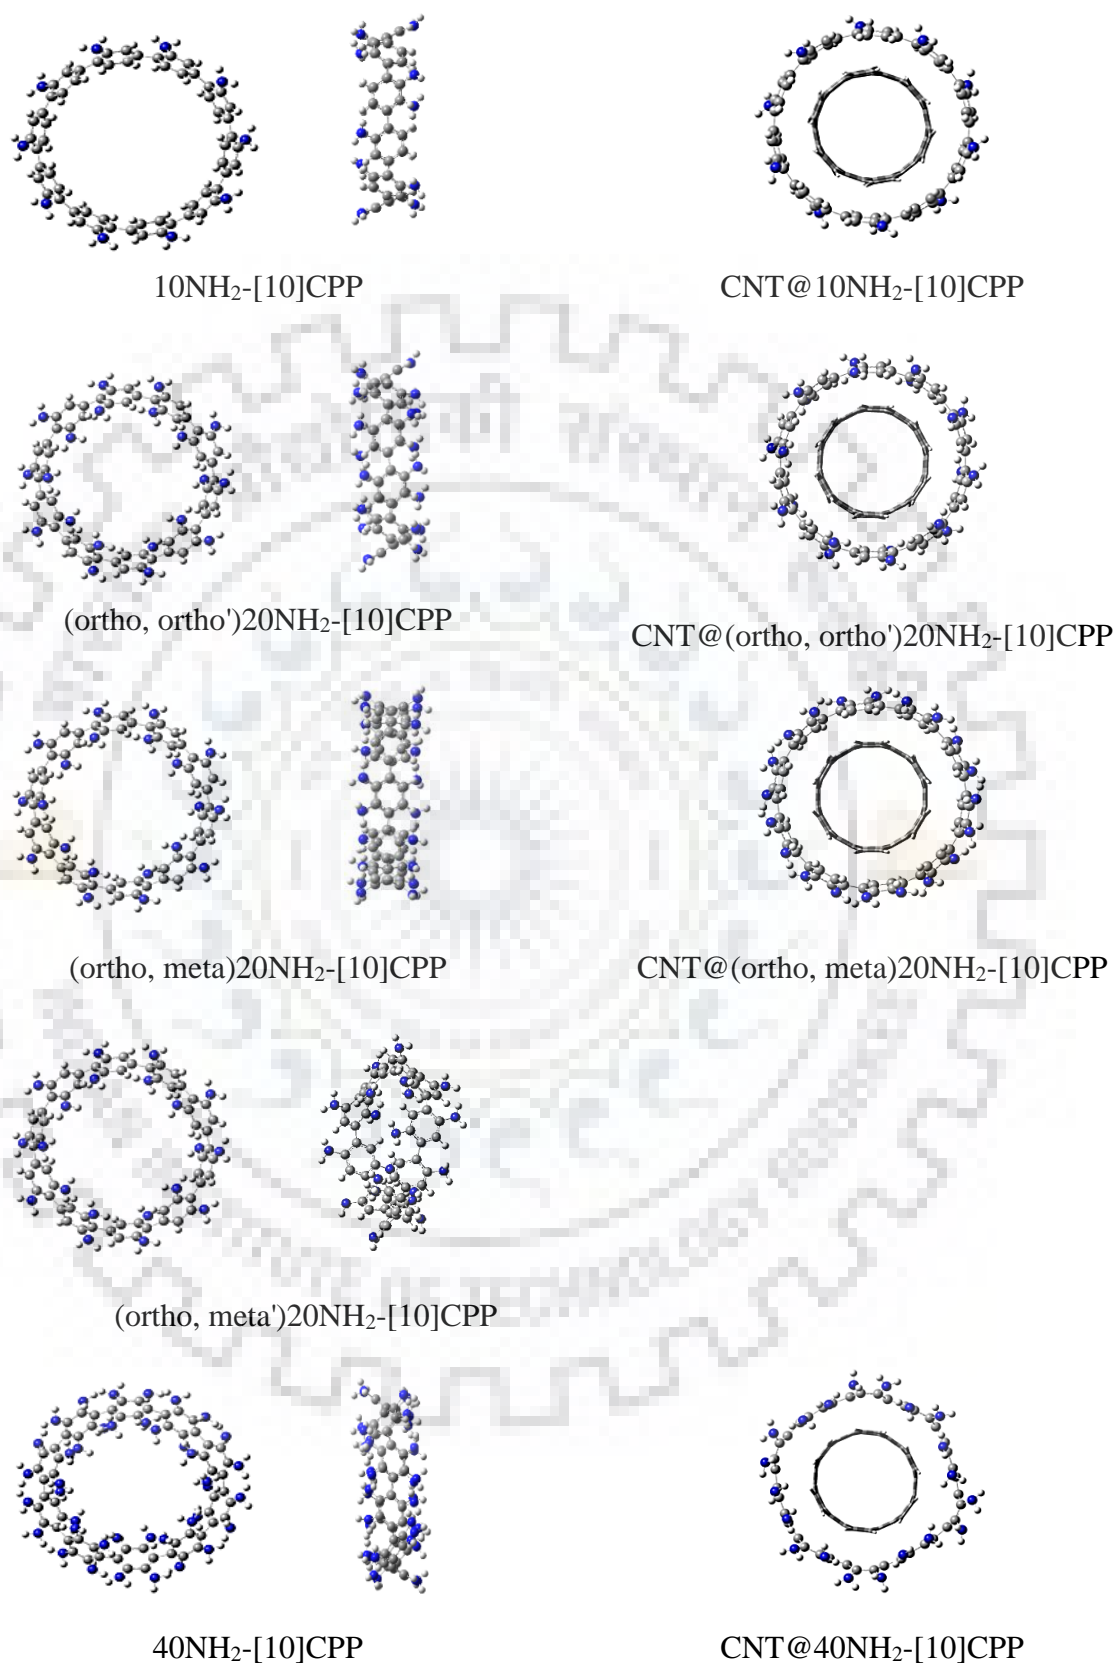 10NH₂-[10]CPP
CNT@10NH₂-[10]CPP
(ortho, ortho')20NH₂-[10]CPP
CNT@(ortho, ortho')20NH₂-[10]CPP
(ortho, meta)20NH₂-[10]CPP
CNT@(ortho, meta)20NH₂-[10]CPP
(ortho, meta')20NH₂-[10]CPP
40NH₂-[10]CPP
CNT@40NH₂-[10]CPP